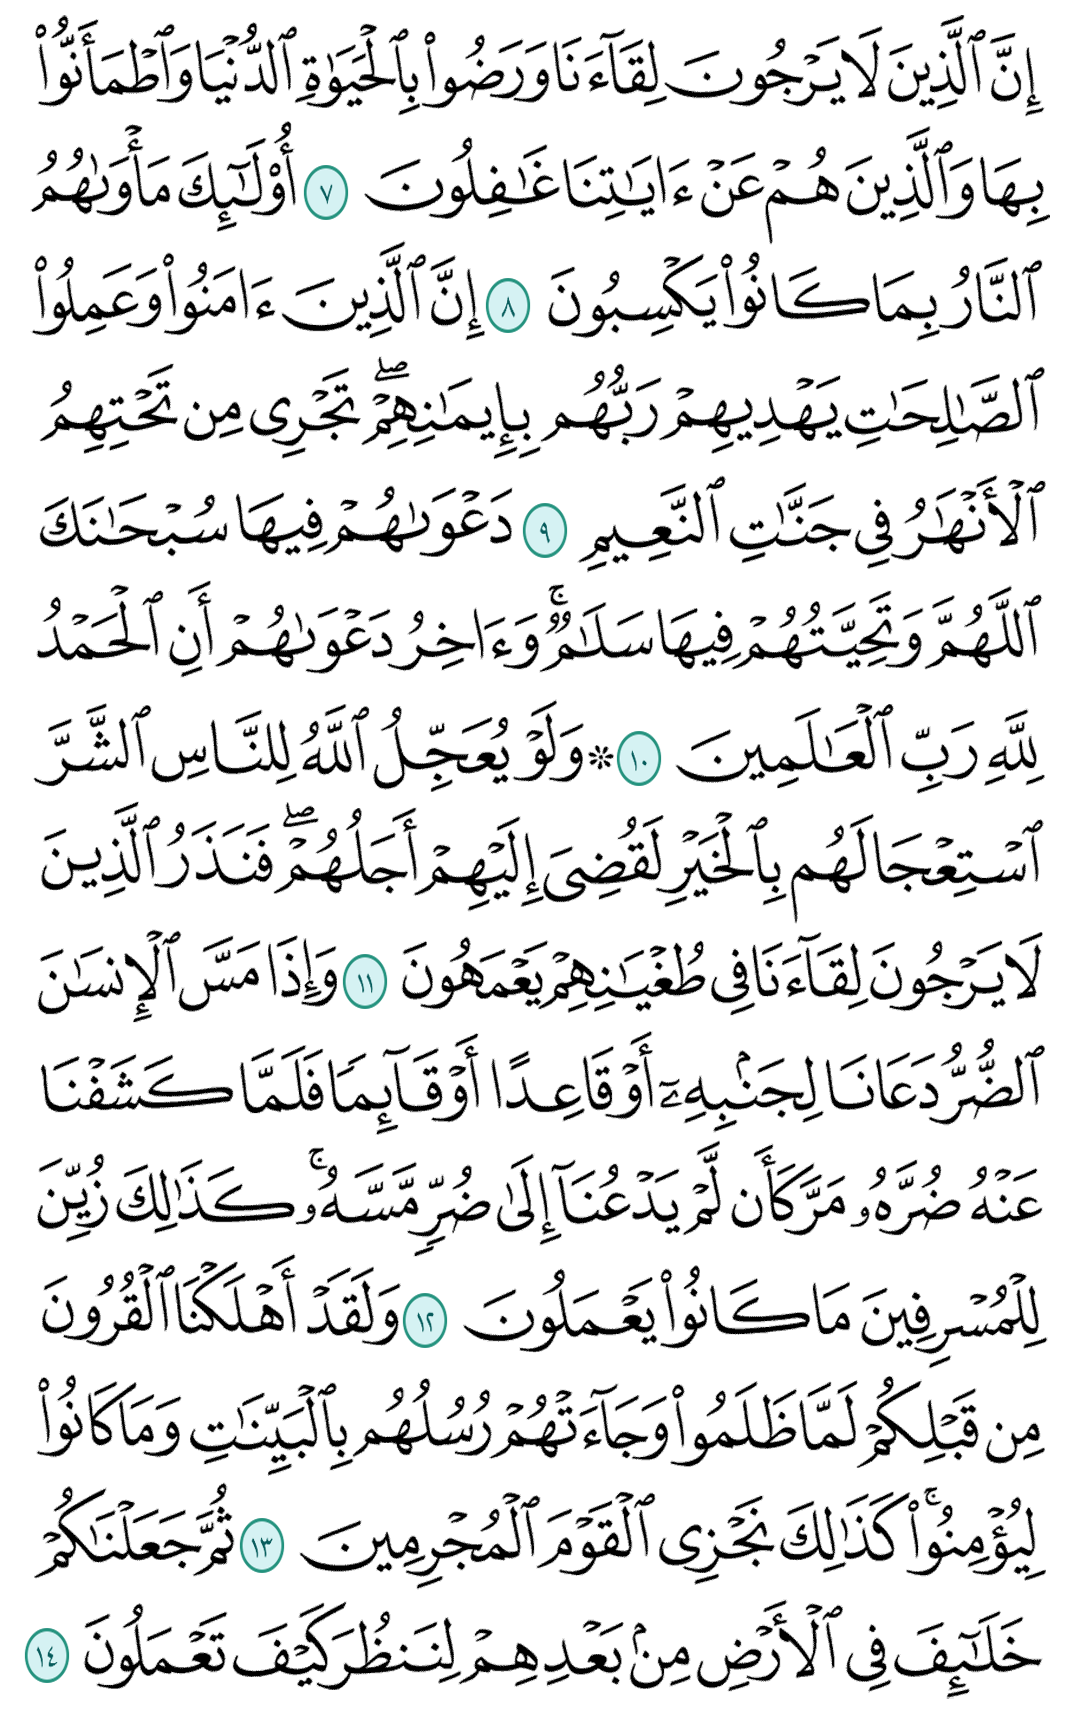 إِنَّ ٱلَّذِينَ لَا يَرۡجُونَ لِقَآءَنَا وَرَضُواْ بِٱلۡحَيَوٰةِ ٱلدُّنۡيَا وَٱطۡمَأَنُّواْ
بِهَا وَٱلَّذِينَ هُمۡ عَنۡ ءَايَٰتِنَا غَٰفِلُونَ ٧ أُوْلَٰٓئِكَ مَأۡوَىٰهُمُ
ٱلنَّارُ بِمَا كَانُواْ يَكۡسِبُونَ ٨ إِنَّ ٱلَّذِينَ ءَامَنُواْ وَعَمِلُواْ
ٱلصَّٰلِحَٰتِ يَهۡدِيهِمۡ رَبُّهُم بِإِيمَٰنِهِمۡۖ تَجۡرِي مِن تَحۡتِهِمُ
ٱلۡأَنۡهَٰرُ فِي جَنَّٰتِ ٱلنَّعِيمِ ٩ دَعۡوَىٰهُمۡ فِيهَا سُبۡحَٰنَكَ
ٱللَّهُمَّ وَتَحِيَّتُهُمۡ فِيهَا سَلَٰمٞۚ وَءَاخِرُ دَعۡوَىٰهُمۡ أَنِ ٱلۡحَمۡدُ
لِلَّهِ رَبِّ ٱلۡعَٰلَمِينَ ١٠ ۞وَلَوۡ يُعَجِّلُ ٱللَّهُ لِلنَّاسِ ٱلشَّرَّ
ٱسۡتِعۡجَالَهُم بِٱلۡخَيۡرِ لَقُضِيَ إِلَيۡهِمۡ أَجَلُهُمۡۖ فَنَذَرُ ٱلَّذِينَ
لَا يَرۡجُونَ لِقَآءَنَا فِي طُغۡيَٰنِهِمۡ يَعۡمَهُونَ ١١ وَإِذَا مَسَّ ٱلۡإِنسَٰنَ
ٱلضُّرُّ دَعَانَا لِجَنۢبِهِۦٓ أَوۡ قَاعِدًا أَوۡ قَآئِمٗا فَلَمَّا كَشَفۡنَا
عَنۡهُ ضُرَّهُۥ مَرَّ كَأَن لَّمۡ يَدۡعُنَآ إِلَىٰ ضُرّٖ مَّسَّهُۥۚ كَذَٰلِكَ زُيِّنَ
لِلۡمُسۡرِفِينَ مَا كَانُواْ يَعۡمَلُونَ ١٢ وَلَقَدۡ أَهۡلَكۡنَا ٱلۡقُرُونَ
مِن قَبۡلِكُمۡ لَمَّا ظَلَمُواْ وَجَآءَتۡهُمۡ رُسُلُهُم بِٱلۡبَيِّنَٰتِ وَمَا كَانُواْ
لِيُؤۡمِنُواْۚ كَذَٰلِكَ نَجۡزِي ٱلۡقَوۡمَ ٱلۡمُجۡرِمِينَ ١٣ ثُمَّ جَعَلۡنَٰكُمۡ
خَلَٰٓئِفَ فِي ٱلۡأَرۡضِ مِنۢ بَعۡدِهِمۡ لِنَنظُرَ كَيۡفَ تَعۡمَلُونَ ١٤